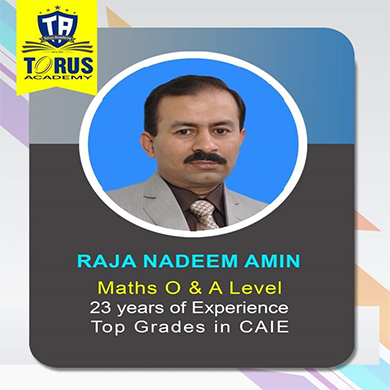 TA
TORUS
ACADEMY
RAJA NADEEM AMIN
Maths O & A Level
23 years of Experience
Top Grades in CAIE